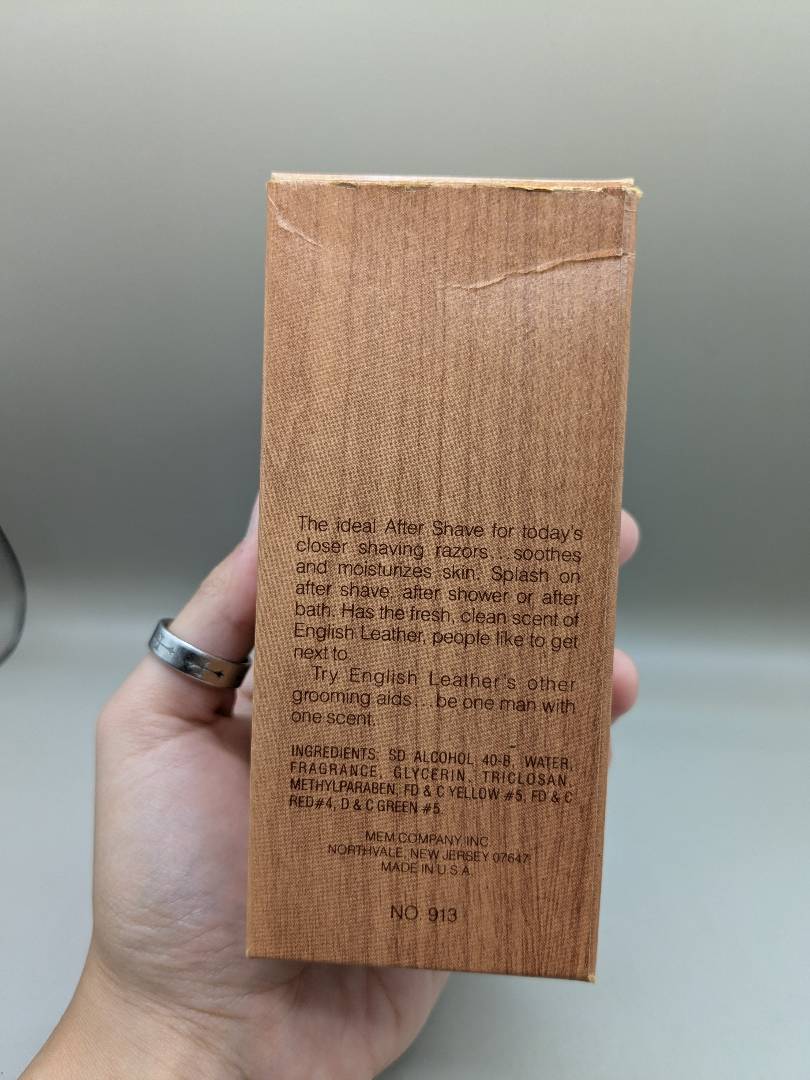 The ideal After Shave for today's
closer shaving razors...soothes
and moisturizes skin. Splash on
after shave, after shower or after
bath. Has the fresh, clean scent of
English Leather, people like to get
next to.
Try English Leather's other
grooming aids...be one man with
one scent.
INGREDIENTS: SD ALCOHOL 40-B, WATER,
FRAGRANCE, GLYCERIN, TRICLOSAN,
METHYLPARABEN, FD & C YELLOW #5, FD & C
RED #4, D & C GREEN #5.
MEM COMPANY INC.
NORTHVALE, NEW JERSEY 07647
MADE IN U.S.A.
NO. 913